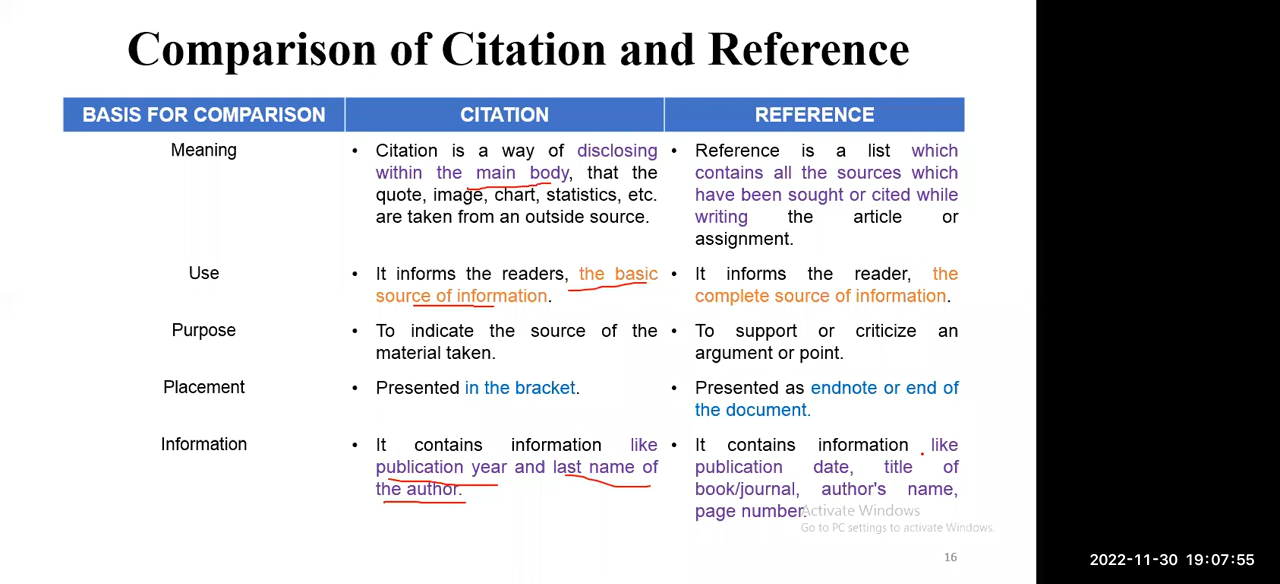 Comparison of Citation and Reference
BASIS FOR COMPARISON
CITATION
REFERENCE
Meaning
• Citation is a way of disclosing
within the main body, that the
quote, image, chart, statistics, etc.
are taken from an outside source.
• Reference is a list which
contains all the sources which
have been sought or cited while
writing the article or
assignment.
Use
• It informs the readers, the basic
source of information.
• It informs the reader, the
complete source of information.
Purpose
• To indicate the source of the
material taken.
• To support or criticize an
argument or point.
Placement
• Presented in the bracket.
• Presented as endnote or end of
the document.
Information
• It contains information like
publication year and last name of
the author.
• It contains information like
publication date, title of
book/journal, author's name,
page number.
Activate Windows
Go to PC settings to activate Windows.
16
2022-11-30 19:07:55